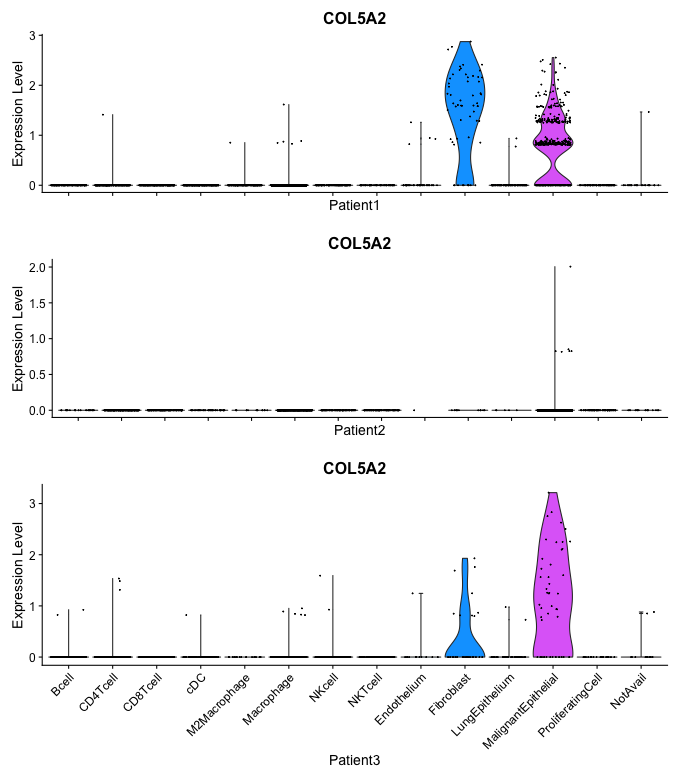 COL5A2
Expression Level
3
2
1
0
Patient1
COL5A2
Expression Level
2.0
1.5
1.0
0.5
0.0
Patient2
COL5A2
Expression Level
3
2
1
0
Bcell
CD4Tcell
CD8Tcell
cDC
M2Macrophage
Macrophage
NKcell
NKTcell
Endothelium
Fibroblast
LungEpithelium
MalignantEpithelial
ProliferatingCell
NotAvail
Patient3